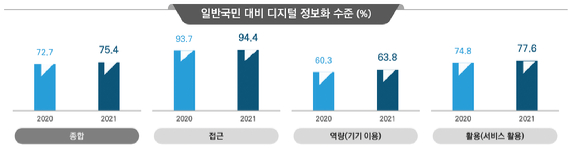 일반국민 대비 디지털 정보화 수준 (%)
72.7 75.4 93.7 94.4 60.3 63.8 74.8 77.6
2020 2021 2020 2021 2020 2021 2020 2021
종합 접근 역량(기기 이용) 활용(서비스 활용)